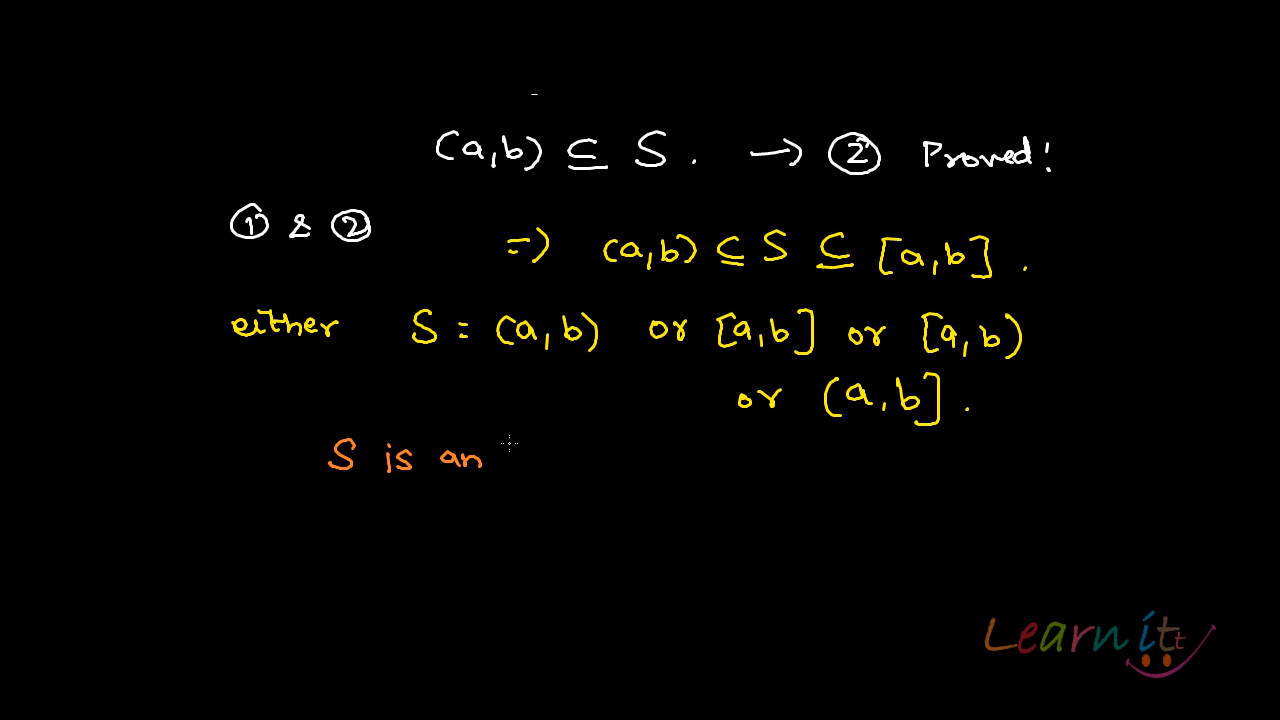 (a,b) ⊆ S. → ② Proved!
① & ②
=> (a,b) ⊆ S ⊆ [a,b].
either S = (a,b) or [a,b] or [a,b)
or (a,b].
S is an
Learnitt